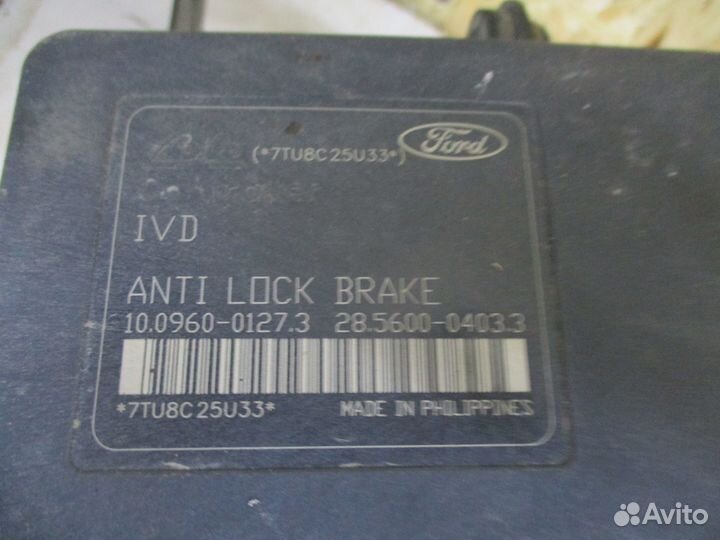 (*7TU8C25U33*) Ford
IVD
ANTI LOCK BRAKE
10.0960-0127.3 28.5600-0403.3
*7TU8C25U33* MADE IN PHILIPPINES
Avito